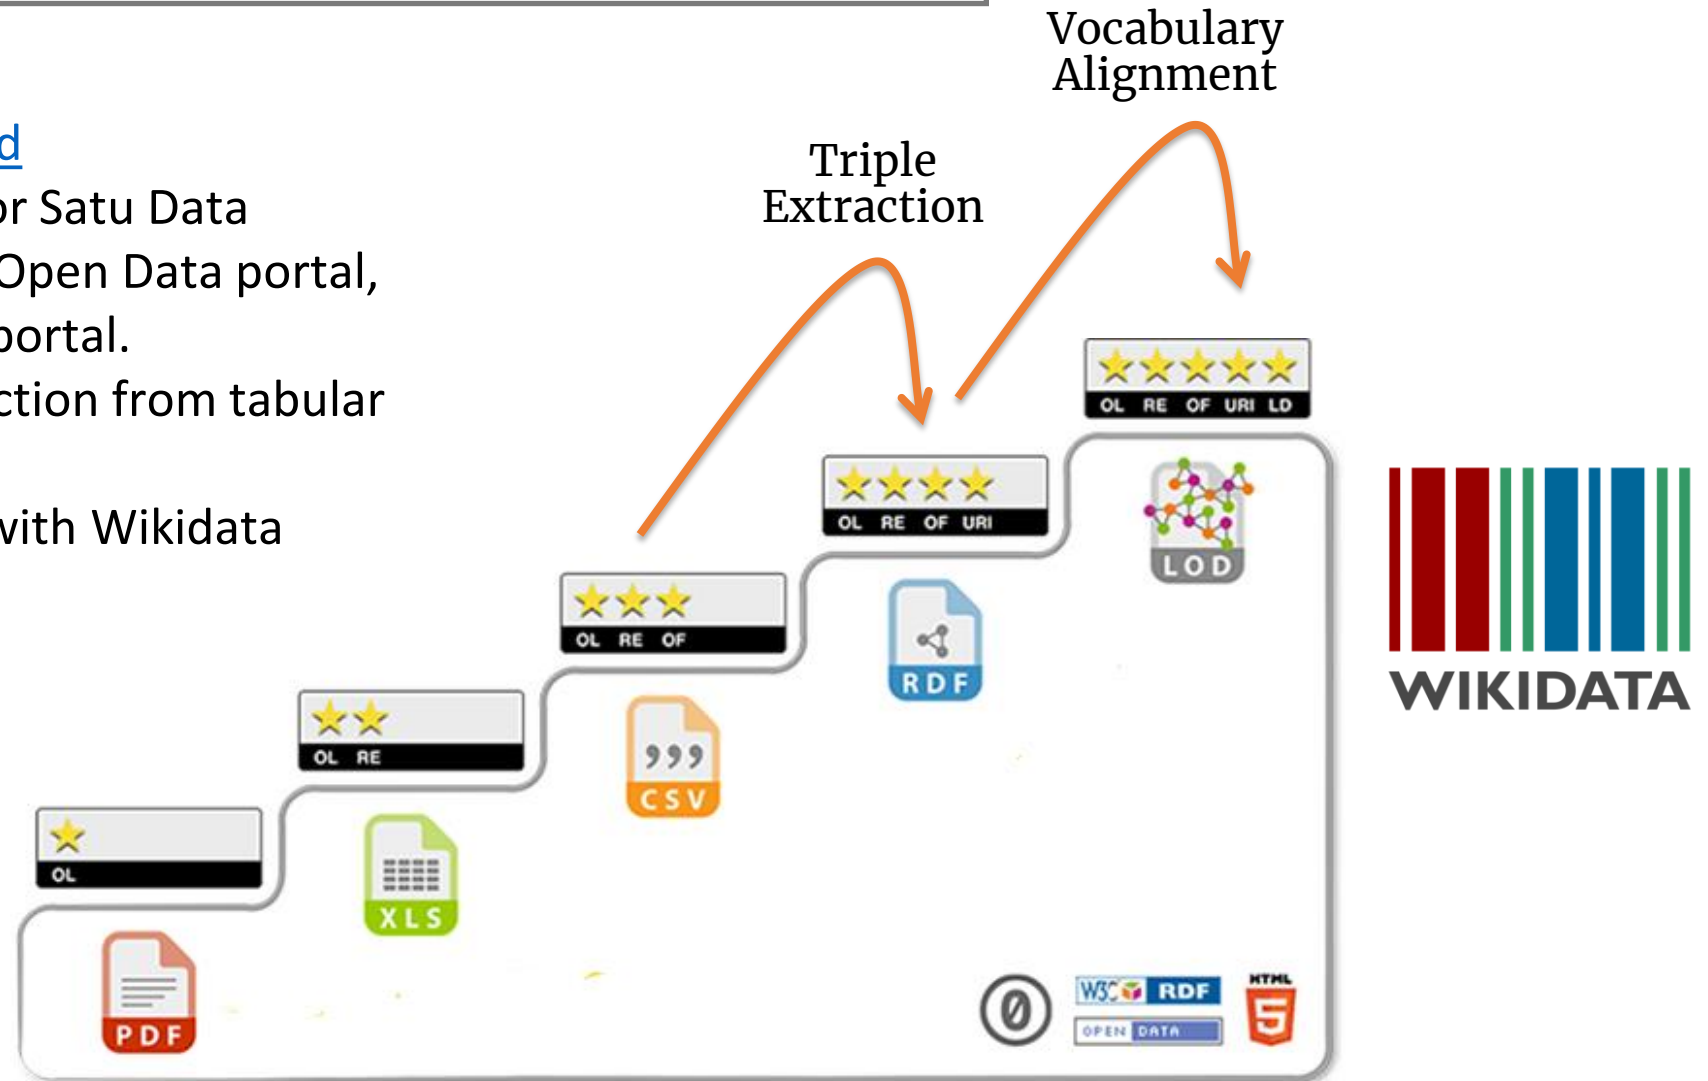 Vocabulary
Alignment
d
or Satu Data
Open Data portal,
portal.
ction from tabular
with Wikidata
Triple
Extraction
OL RE OF URI LD
LOD
OL RE OF URI
RDF
WIKIDATA
OL RE OF
,,,
CSV
OL RE
XLS
OL
PDF
0
W3C RDF
OPEN DATA
HTML
5